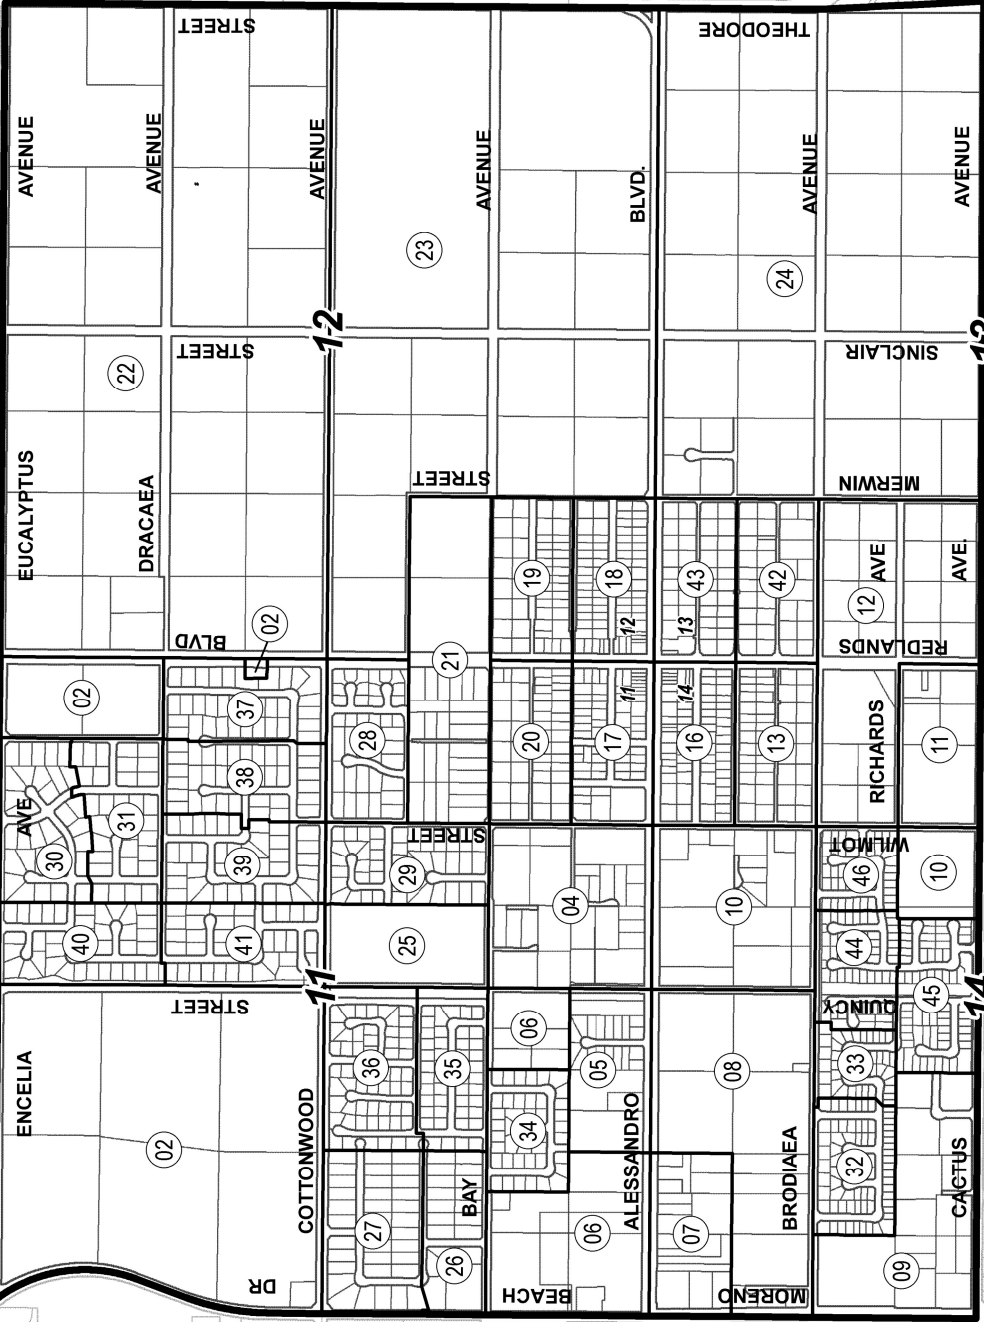 STREET
THEODORE
AVENUE
AVENUE
AVENUE
AVENUE
BLVD.
AVENUE
AVENUE
23
24
12
STREET
22
SINCLAIR
13
EUCALYPTUS
DRACAEA
STREET
MERWIN
19
18
43
42
AVE
AVE.
12
02
BLVD
12
13
REDLANDS
21
02
37
11
14
28
20
17
16
13
RICHARDS
11
38
AVE
31
30
39
STREET
29
WILMOT
46
10
04
10
40
41
25
44
11
STREET
QUINCY
45
14
06
36
35
05
33
08
ENCELIA
02
COTTONWOOD
34
ALESSANDRO
BRODIAEA
32
CACTUS
BAY
27
06
07
26
09
DR
BEACH
MORENO